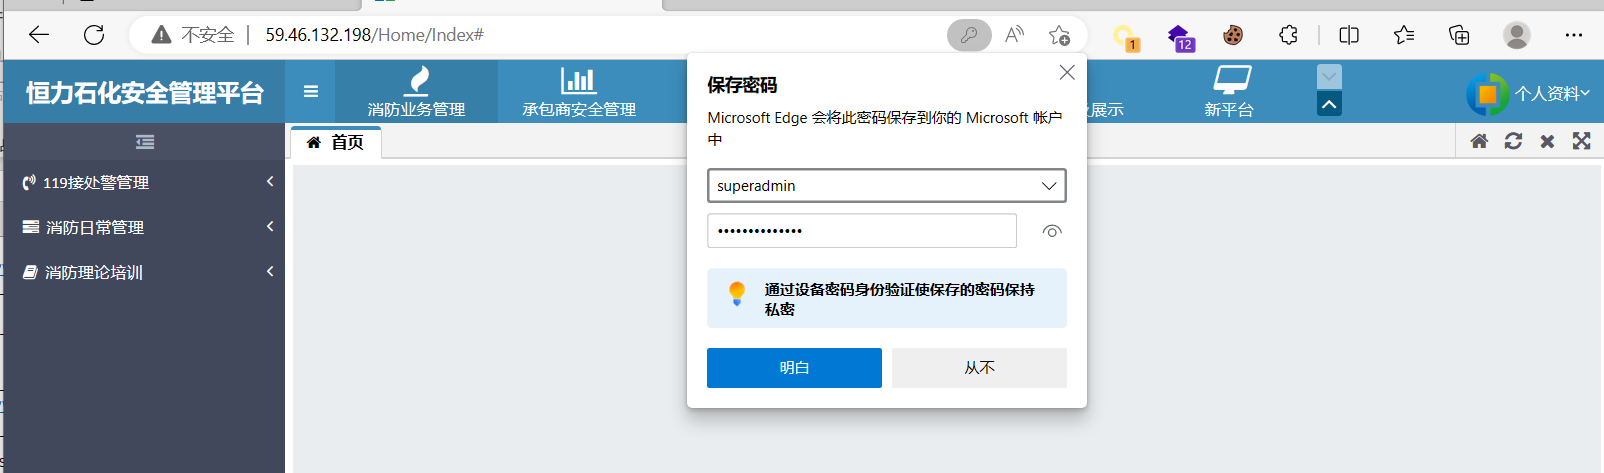 不安全 59.46.132.198/Home/Index#
1
12
恒力石化安全管理平台
消防业务管理
承包商安全管理
展示
新平台
个人资料
首页
119接处警管理
消防日常管理
消防理论培训
保存密码
Microsoft Edge 会将此密码保存到你的 Microsoft 帐户
中
superadmin
••••••••••••••
通过设备密码身份验证使保存的密码保持
私密
明白
从不